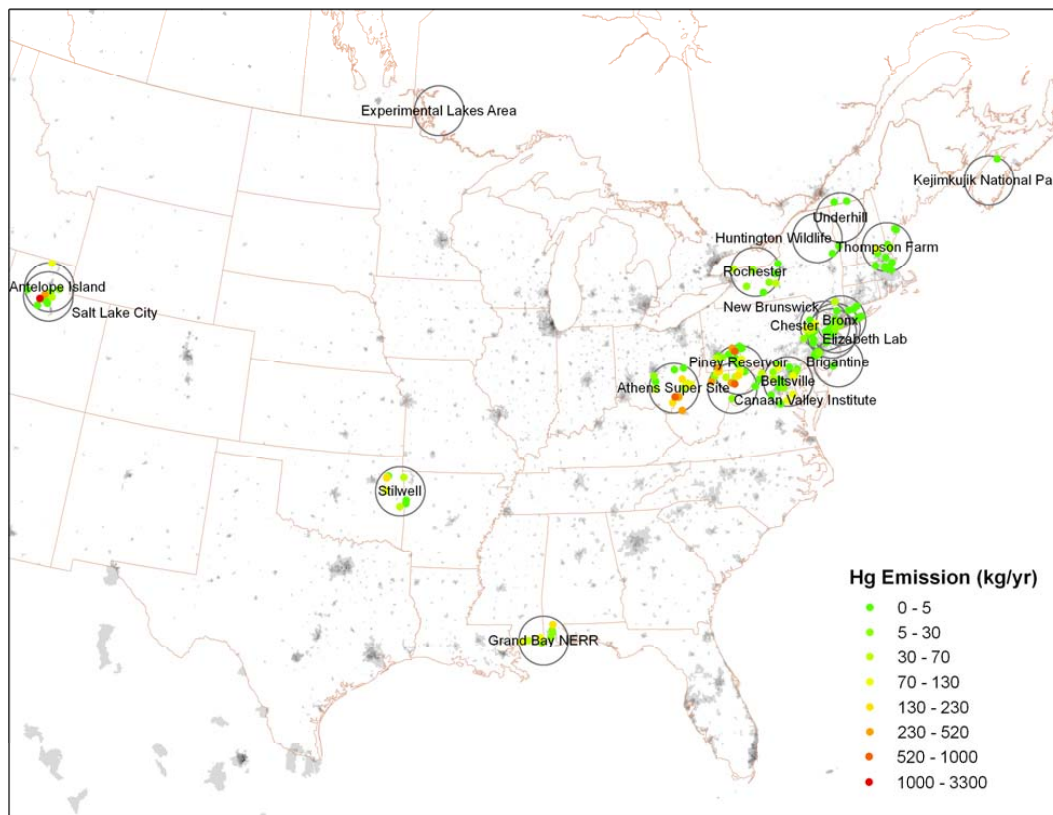 Experimental Lakes Area
Kejimkujik National Pa
Underhill
Huntington Wildlife
Thompson Farm
Rochester
Antelope Island
Salt Lake City
New Brunswick
Chester
Bronx
Elizabeth Lab
Piney Reservoir
Brigantine
Athens Super Site
Beltsville
Canaan Valley Institute
Stilwell
Grand Bay NERR
Hg Emission (kg/yr)
0 - 5
5 - 30
30 - 70
70 - 130
130 - 230
230 - 520
520 - 1000
1000 - 3300